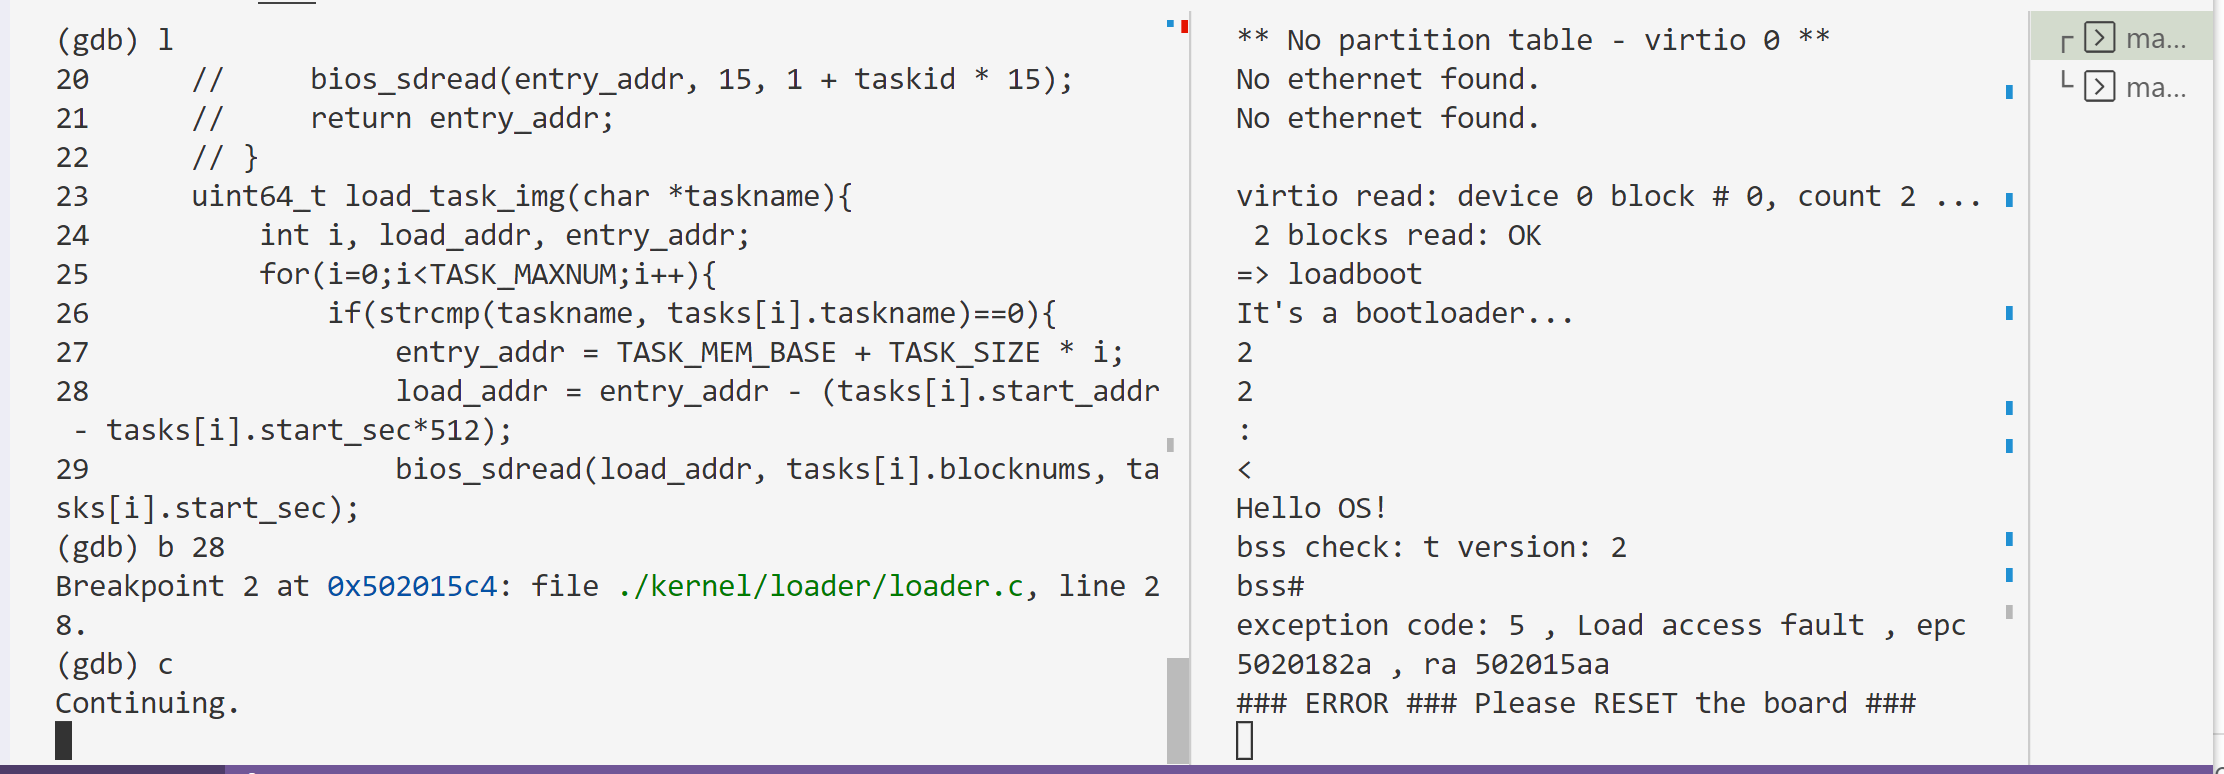 (gdb) l
20      //     bios_sdread(entry_addr, 15, 1 + taskid * 15);
21      //     return entry_addr;
22      // }
23      uint64_t load_task_img(char *taskname){
24          int i, load_addr, entry_addr;
25          for(i=0;i<TASK_MAXNUM;i++){
26              if(strcmp(taskname, tasks[i].taskname)==0){
27                  entry_addr = TASK_MEM_BASE + TASK_SIZE * i;
28                  load_addr = entry_addr - (tasks[i].start_addr
 - tasks[i].start_sec*512);
29                  bios_sdread(load_addr, tasks[i].blocknums, ta
sks[i].start_sec);
(gdb) b 28
Breakpoint 2 at 0x502015c4: file ./kernel/loader/loader.c, line 2
8.
(gdb) c
Continuing.
** No partition table - virtio 0 **
No ethernet found.
No ethernet found.
virtio read: device 0 block # 0, count 2 ...
 2 blocks read: OK
=> loadboot
It's a bootloader...
2
2
:
<
Hello OS!
bss check: t version: 2
bss#
exception code: 5 , Load access fault , epc
5020182a , ra 502015aa
### ERROR ### Please RESET the board ###
ma...
ma...